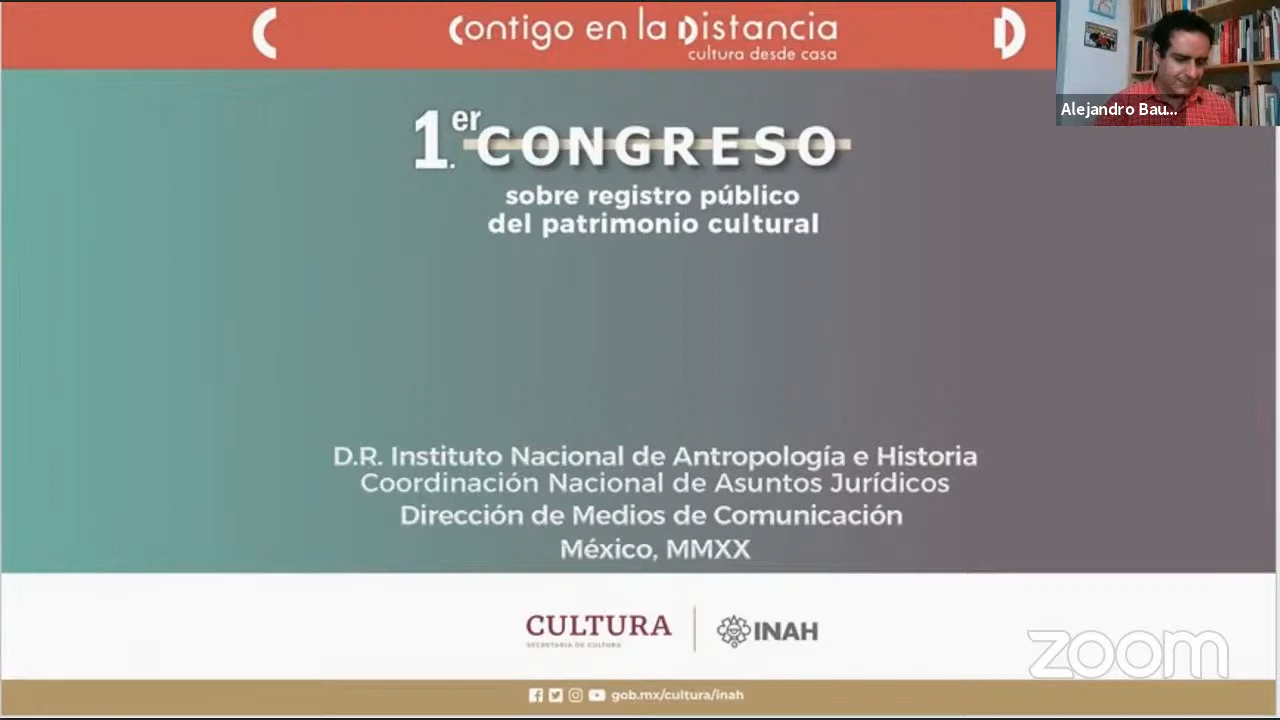 Contigo en la Distancia
cultura desde casa
Alejandro Bau...
1.er CONGRESO
sobre registro público
del patrimonio cultural
D.R. Instituto Nacional de Antropología e Historia
Coordinación Nacional de Asuntos Jurídicos
Dirección de Medios de Comunicación
México, MMXX
CULTURA
SECRETARÍA DE CULTURA
INAH
zoom
gob.mx/cultura/inah